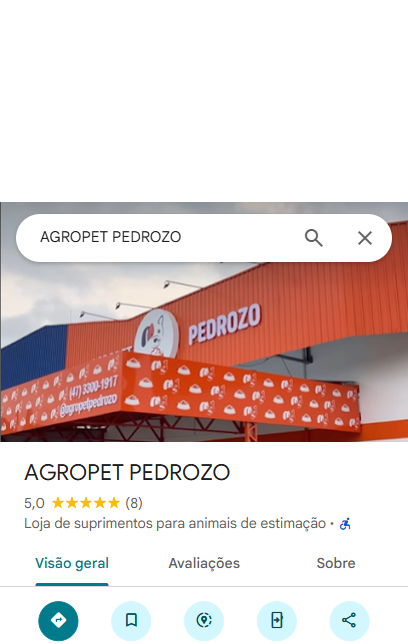 AGROPET PEDROZO
PEDROZO
(47) 3300-1917
@agropetpedrozo
AGROPET PEDROZO
5,0 (8)
Loja de suprimentos para animais de estimação ·
Visão geral
Avaliações
Sobre